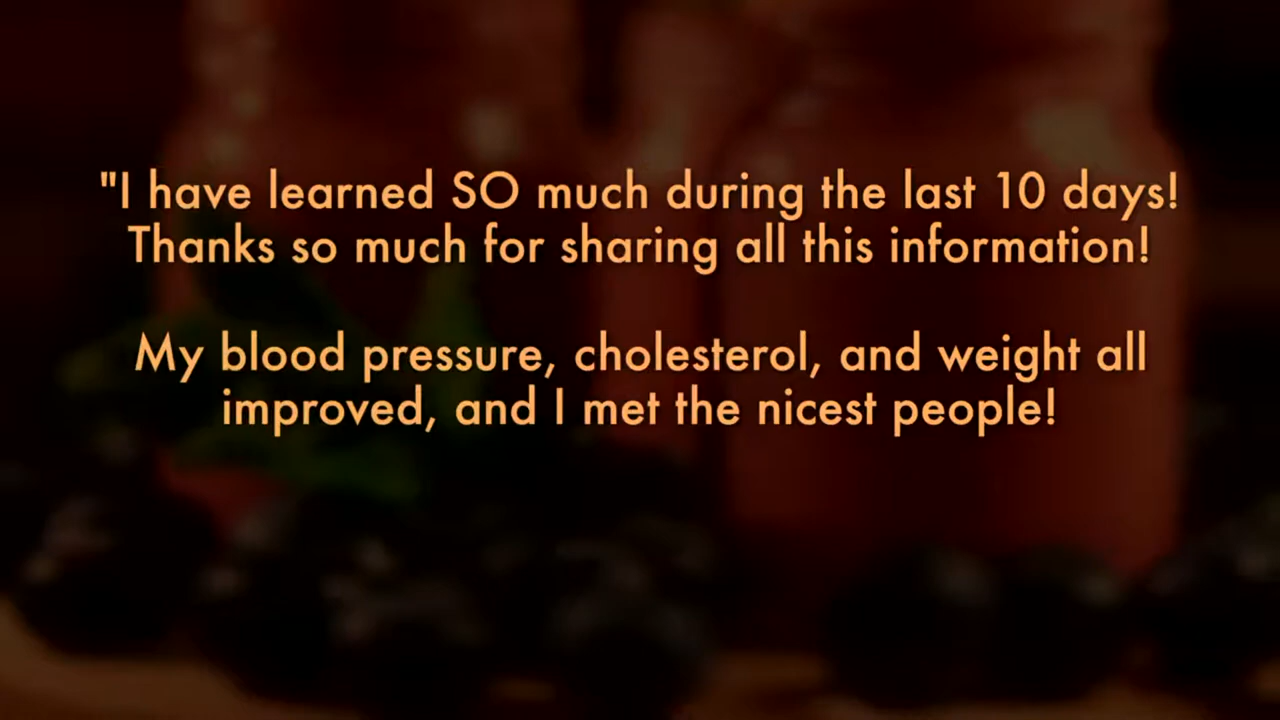 "I have learned SO much during the last 10 days!
Thanks so much for sharing all this information!
My blood pressure, cholesterol, and weight all
improved, and I met the nicest people!